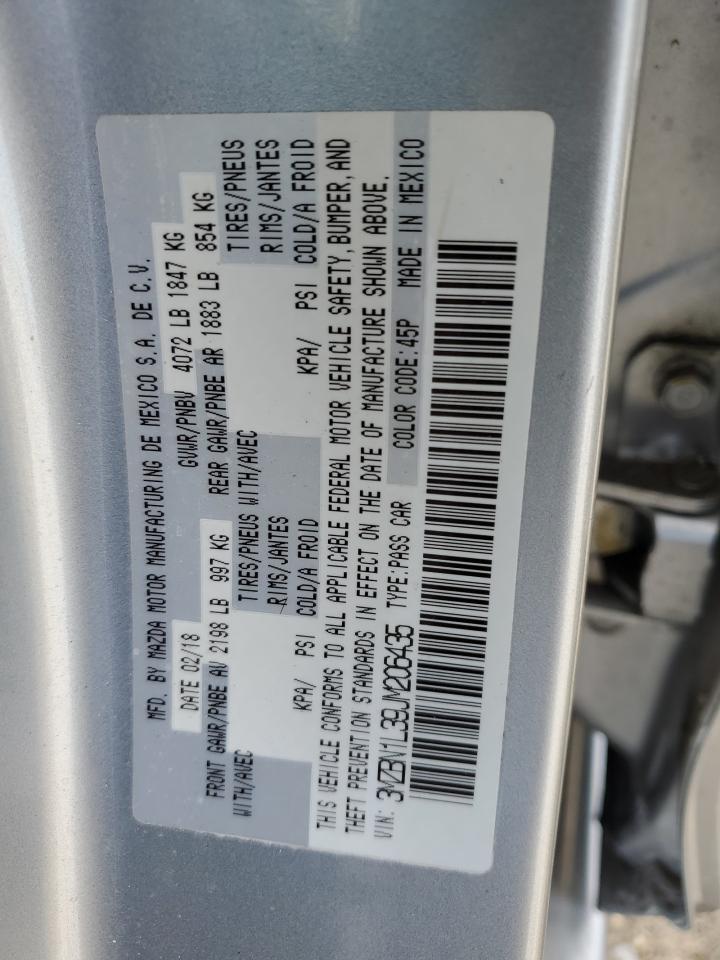 MFD. BY MAZDA MOTOR MANUFACTURING DE MEXICO S.A. DE C.V.
DATE 02/18 GVWR/PNBV 4072 LB 1847 KG
FRONT GAWR/PNBE AV 2198 LB 997 KG REAR GAWR/PNBE AR 1883 LB 854 KG
WITH/AVEC TIRES/PNEUS WITH/AVEC TIRES/PNEUS
RIMS/JANTES RIMS/JANTES
KPA/ PSI COLD/A FROID KPA/ PSI COLD/A FROID
THIS VEHICLE CONFORMS TO ALL APPLICABLE FEDERAL MOTOR VEHICLE SAFETY, BUMPER, AND
THEFT PREVENTION STANDARDS IN EFFECT ON THE DATE OF MANUFACTURE SHOWN ABOVE.
VIN: 3MZBN1L39JM206435 TYPE:PASS CAR COLOR CODE:45P MADE IN MEXICO